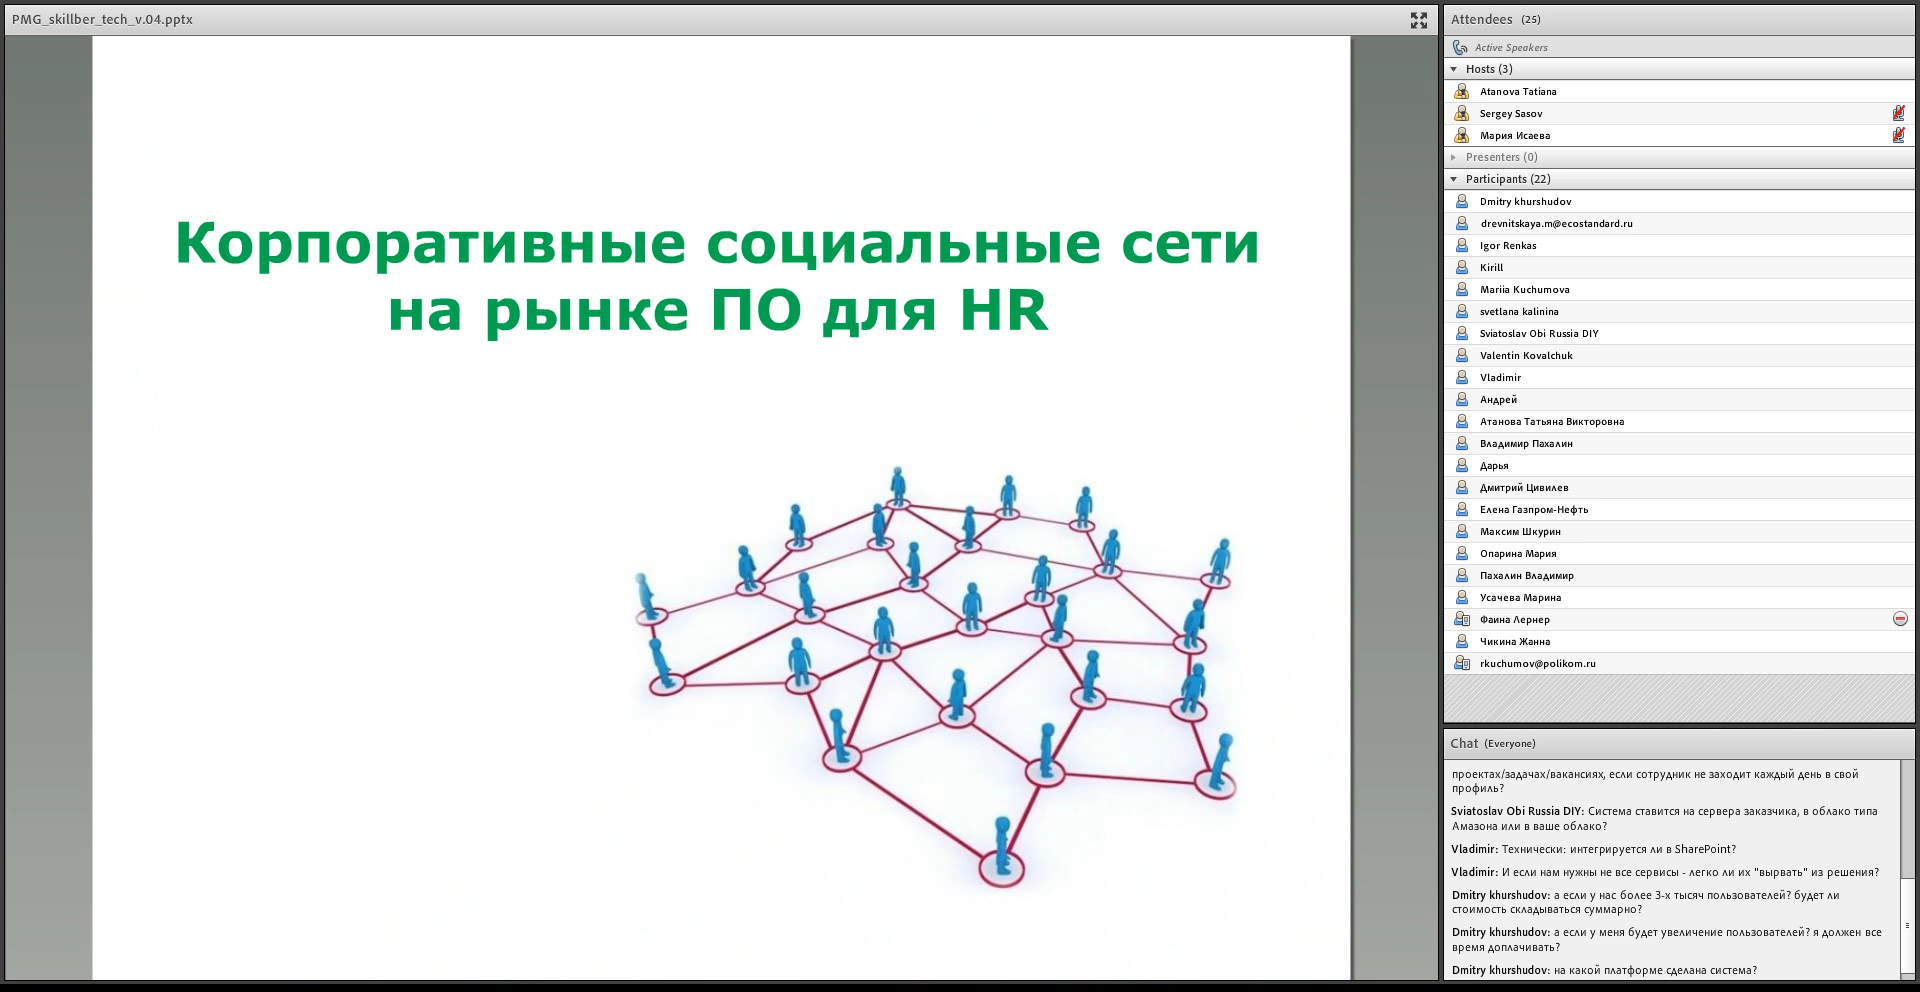 PMG_skillber_tech_v.04.pptx
Корпоративные социальные сети
на рынке ПО для HR
Attendees (25)
Active Speakers
Hosts (3)
Atanova Tatiana
Sergey Sasov
Мария Исаева
Presenters (0)
Participants (22)
Dmitry khurshudov
drevnitskaya.m@ecostandard.ru
Igor Renkas
Kirill
Mariia Kuchumova
svetlana kalinina
Sviatoslav Obi Russia DIY
Valentin Kovalchuk
Vladimir
Андрей
Атанова Татьяна Викторовна
Владимир Пахалин
Дарья
Дмитрий Цивилев
Елена Газпром-Нефть
Максим Шкурин
Опарина Мария
Пахалин Владимир
Усачева Марина
Фаина Лернер
Чикина Жанна
rkuchumov@polikom.ru
Chat (Everyone)
проектах/задачах/вакансиях, если сотрудник не заходит каждый день в свой
профиль?
Sviatoslav Obi Russia DIY: Система ставится на сервера заказчика, в облако типа
Амазона или в ваше облако?
Vladimir: Технически: интегрируется ли в SharePoint?
Vladimir: И если нам нужны не все сервисы - легко ли их "вырвать" из решения?
Dmitry khurshudov: а если у нас более 3-х тысяч пользователей? будет ли
стоимость складываться суммарно?
Dmitry khurshudov: а если у меня будет увеличение пользователей? я должен все
время доплачивать?
Dmitry khurshudov: на какой платформе сделана система?